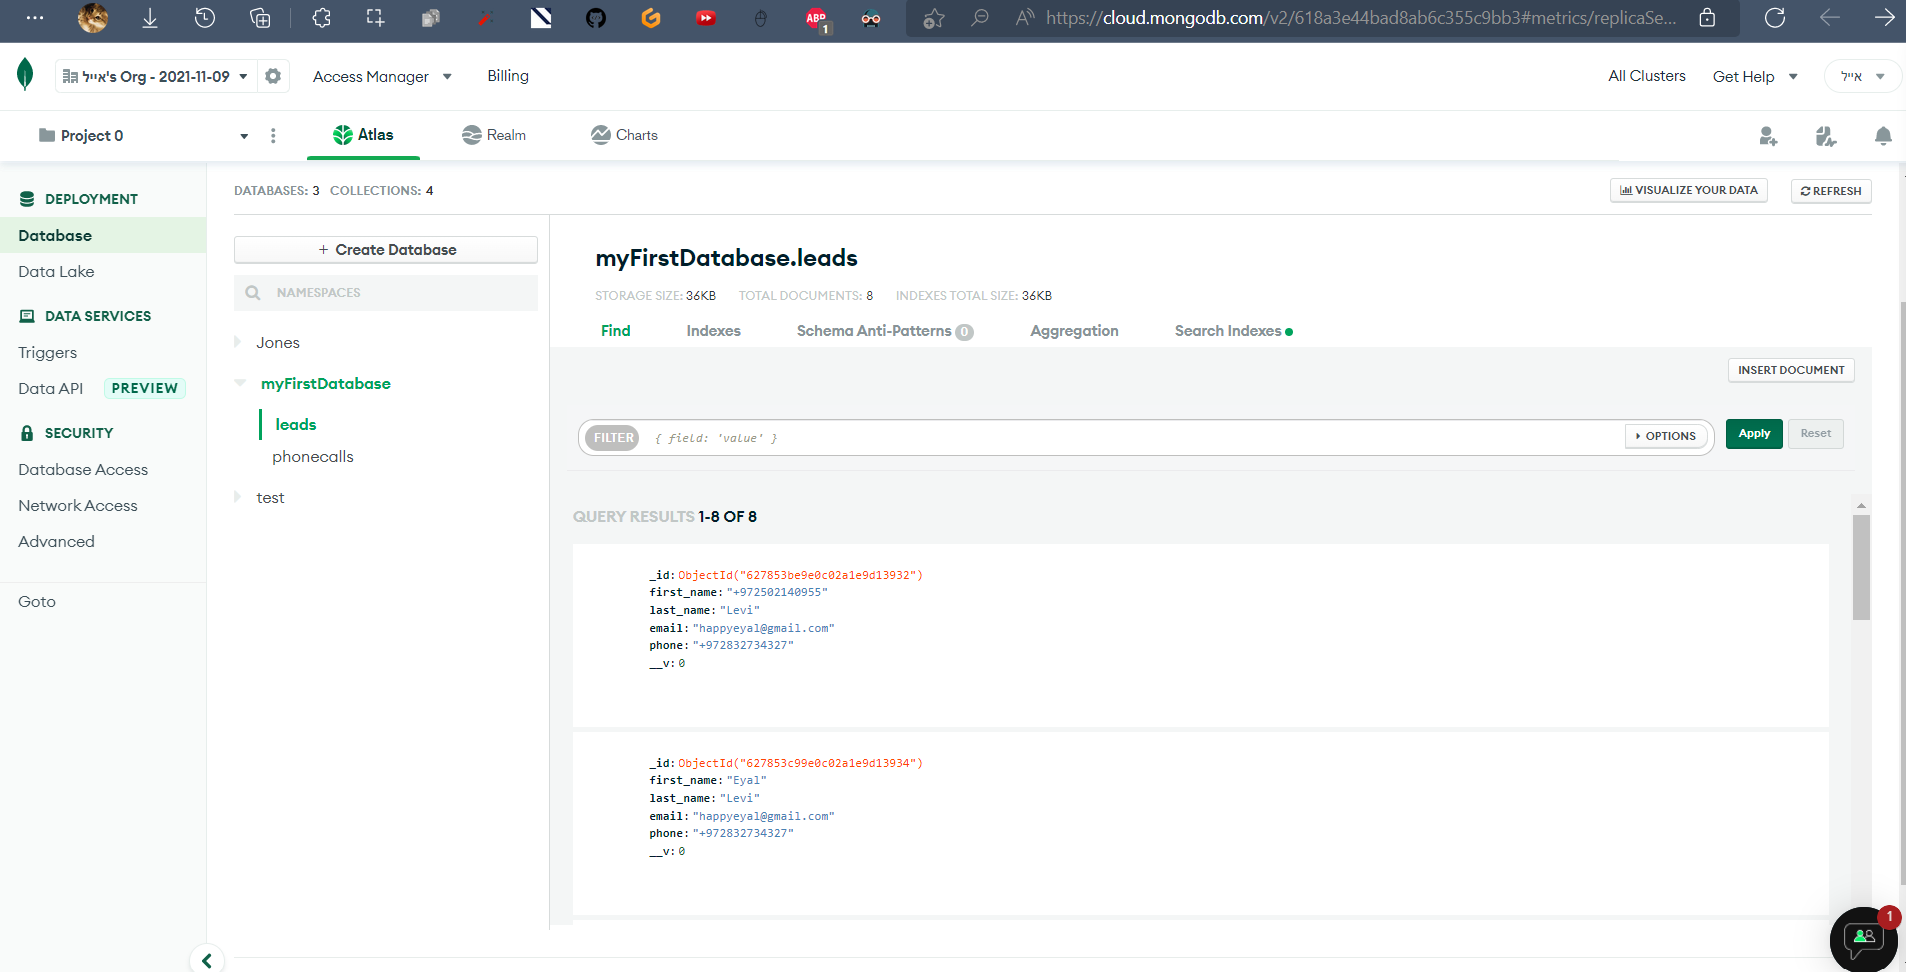 ABP
1
https://cloud.mongodb.com/v2/618a3e44bad8ab6c355c9bb3#metrics/replicaSe...
אייל's Org - 2021-11-09
Access Manager
Billing
All Clusters
Get Help
אייל
Project 0
Atlas
Realm
Charts
DEPLOYMENT
Database
Data Lake
DATA SERVICES
Triggers
Data API PREVIEW
SECURITY
Database Access
Network Access
Advanced
Goto
DATABASES: 3 COLLECTIONS: 4
VISUALIZE YOUR DATA
REFRESH
+ Create Database
NAMESPACES
Jones
myFirstDatabase
leads
phonecalls
test
myFirstDatabase.leads
STORAGE SIZE: 36KB TOTAL DOCUMENTS: 8 INDEXES TOTAL SIZE: 36KB
Find Indexes Schema Anti-Patterns 0 Aggregation Search Indexes
INSERT DOCUMENT
FILTER { field: 'value' } OPTIONS Apply Reset
QUERY RESULTS 1-8 OF 8
_id: ObjectId("627853be9e0c02a1e9d13932")
first_name: "+972502140955"
last_name: "Levi"
email: "happyeyal@gmail.com"
phone: "+972832734327"
__v: 0
_id: ObjectId("627853c99e0c02a1e9d13934")
first_name: "Eyal"
last_name: "Levi"
email: "happyeyal@gmail.com"
phone: "+972832734327"
__v: 0
1